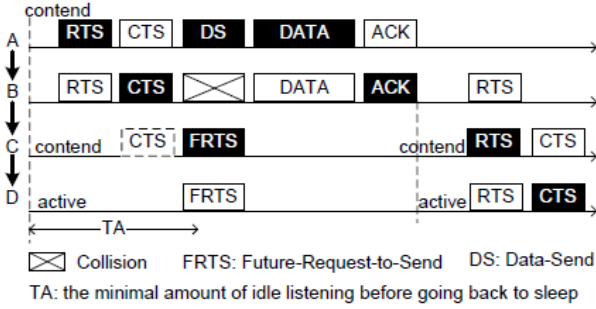 contend
A RTS CTS DS DATA ACK
B RTS CTS DATA ACK RTS
C contend CTS FRTS contend RTS CTS
D active FRTS active RTS CTS
TA
Collision FRTS: Future-Request-to-Send DS: Data-Send
TA: the minimal amount of idle listening before going back to sleep